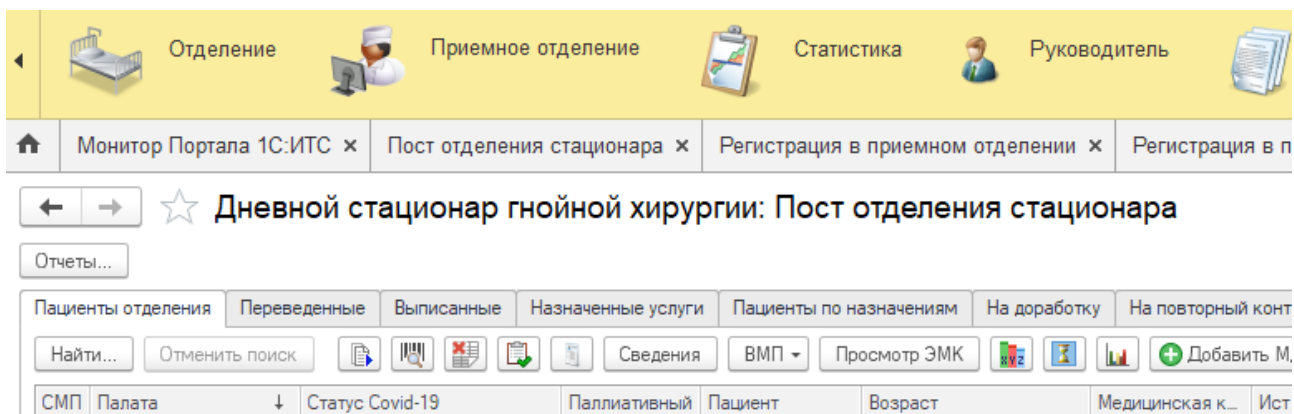 Отделение Приемное отделение Статистика Руководитель
Монитор Портала 1С:ИТС × Пост отделения стационара × Регистрация в приемном отделении × Регистрация в п
Дневной стационар гнойной хирургии: Пост отделения стационара
Отчеты...
Пациенты отделения Переведенные Выписанные Назначенные услуги Пациенты по назначениям На доработку На повторный конт
Найти... Отменить поиск Сведения ВМП Просмотр ЭМК xyz Добавить М
СМП Палата ↓ Статус Covid-19 Паллиативный Пациент Возраст Медицинская к... Ист